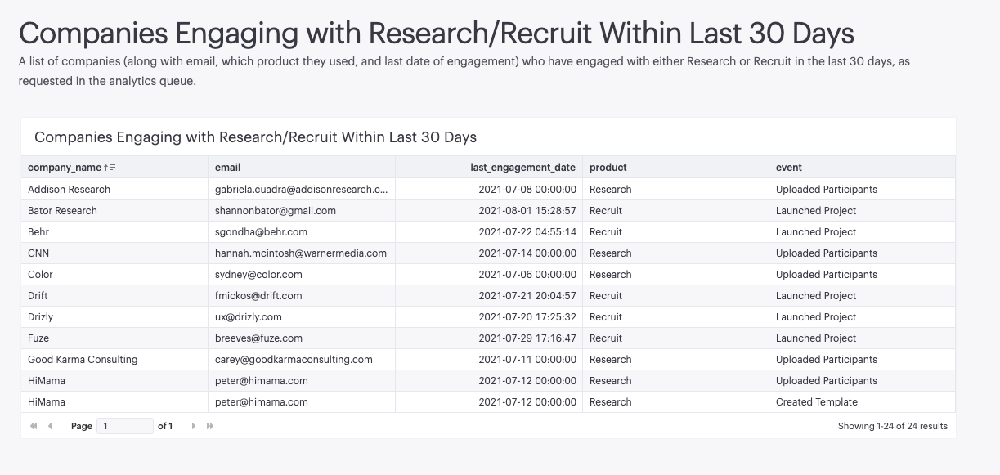 Companies Engaging with Research/Recruit Within Last 30 Days
A list of companies (along with email, which product they used, and last date of engagement) who have engaged with either Research or Recruit in the last 30 days, as
requested in the analytics queue.
Companies Engaging with Research/Recruit Within Last 30 Days
company_name email last_engagement_date product event
Addison Research gabriela.cuadra@addisonresearch.c... 2021-07-08 00:00:00 Research Uploaded Participants
Bator Research shannonbator@gmail.com 2021-08-01 15:28:57 Recruit Launched Project
Behr sgondha@behr.com 2021-07-22 04:55:14 Recruit Launched Project
CNN hannah.mcintosh@warnermedia.com 2021-07-14 00:00:00 Research Uploaded Participants
Color sydney@color.com 2021-07-06 00:00:00 Research Uploaded Participants
Drift fmickos@drift.com 2021-07-21 20:04:57 Recruit Launched Project
Drizly ux@drizly.com 2021-07-20 17:25:32 Recruit Launched Project
Fuze breeves@fuze.com 2021-07-29 17:16:47 Recruit Launched Project
Good Karma Consulting carey@goodkarmaconsulting.com 2021-07-11 00:00:00 Research Uploaded Participants
HiMama peter@himama.com 2021-07-12 00:00:00 Research Uploaded Participants
HiMama peter@himama.com 2021-07-12 00:00:00 Research Created Template
Page 1 of 1 Showing 1-24 of 24 results